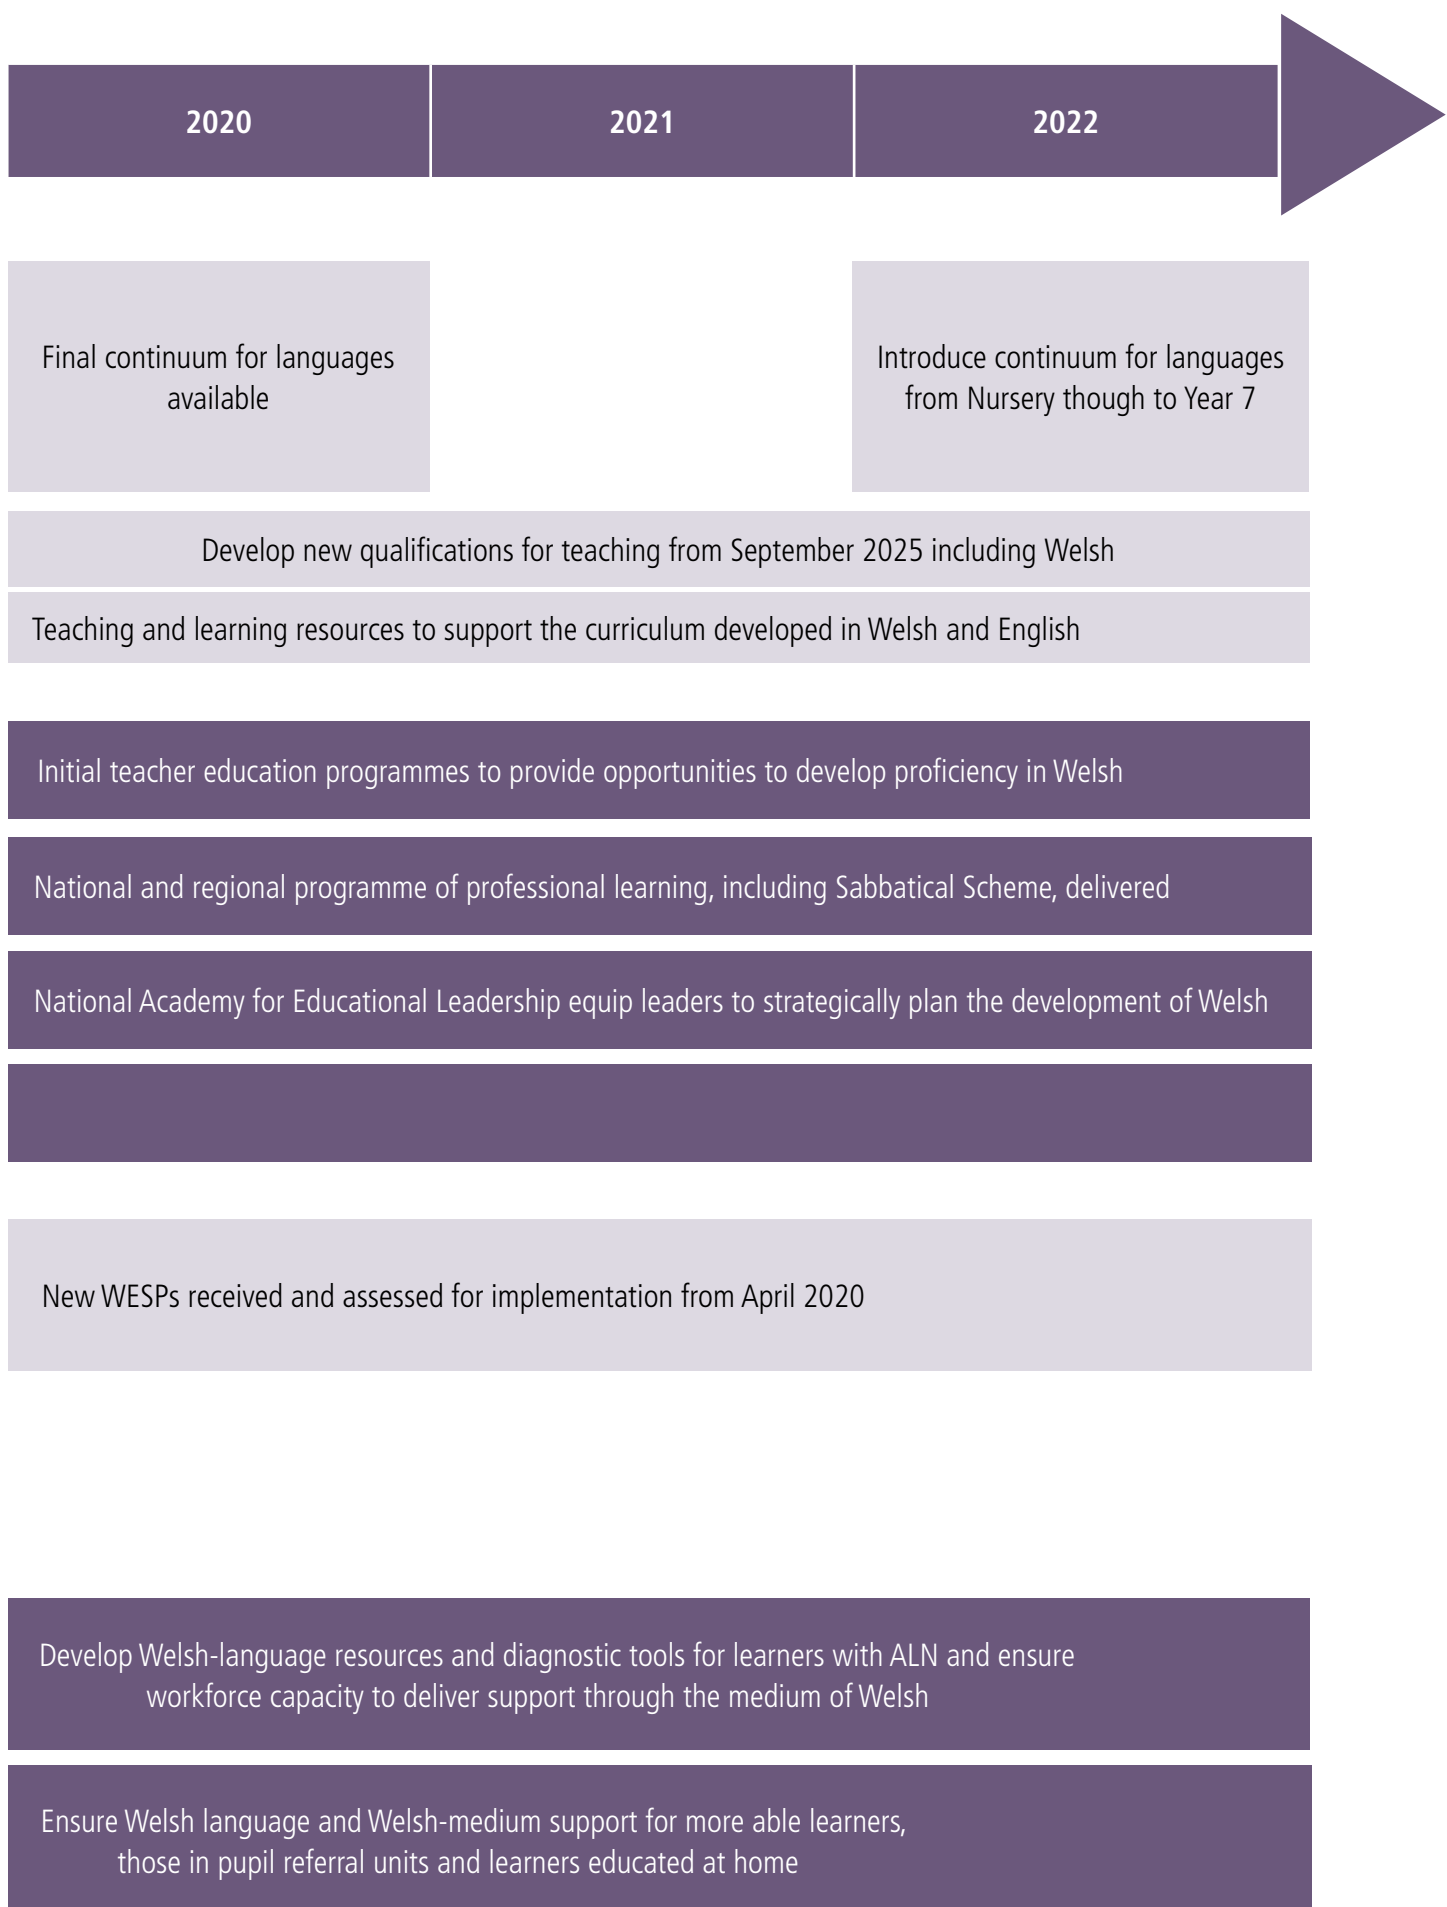 2020
2021
2022
Final continuum for languages
available
Introduce continuum for languages
from Nursery though to Year 7
Develop new qualifications for teaching from September 2025 including Welsh
Teaching and learning resources to support the curriculum developed in Welsh and English
Initial teacher education programmes to provide opportunities to develop proficiency in Welsh
National and regional programme of professional learning, including Sabbatical Scheme, delivered
National Academy for Educational Leadership equip leaders to strategically plan the development of Welsh
New WESPs received and assessed for implementation from April 2020
Develop Welsh-language resources and diagnostic tools for learners with ALN and ensure
workforce capacity to deliver support through the medium of Welsh
Ensure Welsh language and Welsh-medium support for more able learners,
those in pupil referral units and learners educated at home